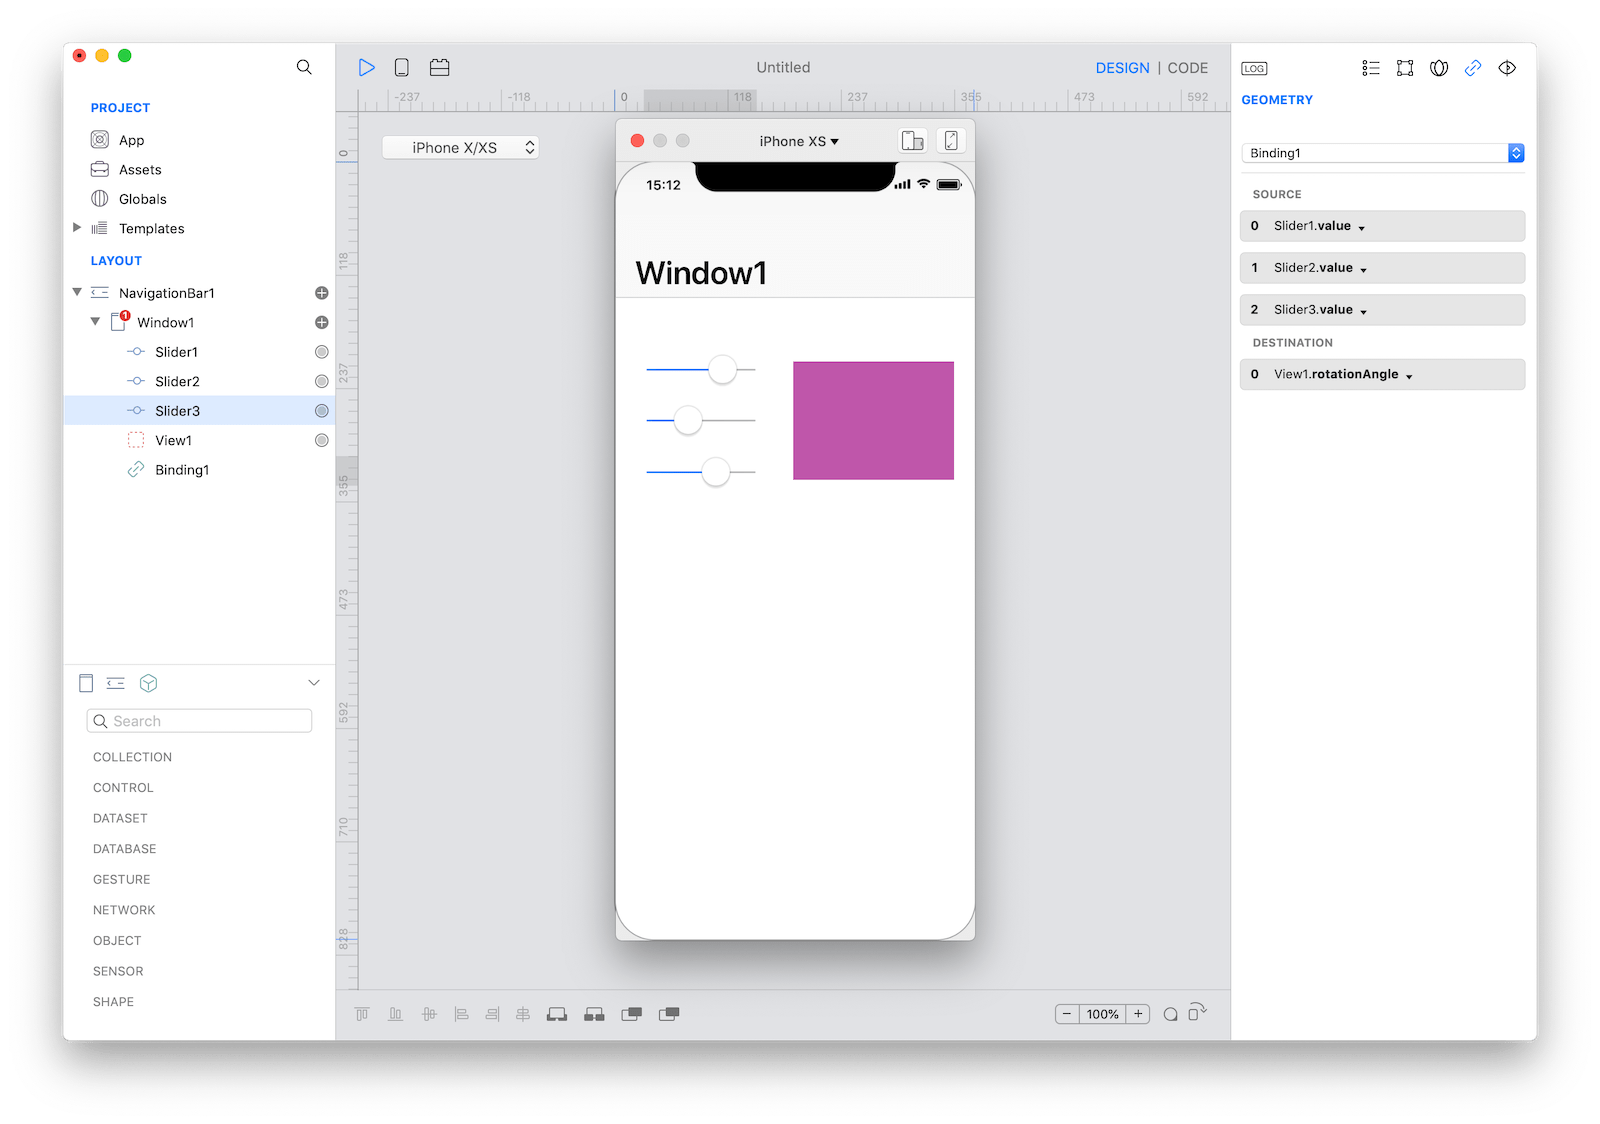 Untitled
DESIGN | CODE
LOG
PROJECT
App
Assets
Globals
Templates
LAYOUT
NavigationBar1
1
Window1
Slider1
Slider2
Slider3
View1
Binding1
Search
COLLECTION
CONTROL
DATASET
DATABASE
GESTURE
NETWORK
OBJECT
SENSOR
SHAPE
-237 -118 0 118 237 355 473 592
0
118
237
355
473
592
710
828
iPhone X/XS
iPhone XS
15:12
Window1
100%
GEOMETRY
Binding1
SOURCE
0 Slider1.value
1 Slider2.value
2 Slider3.value
DESTINATION
0 View1.rotationAngle